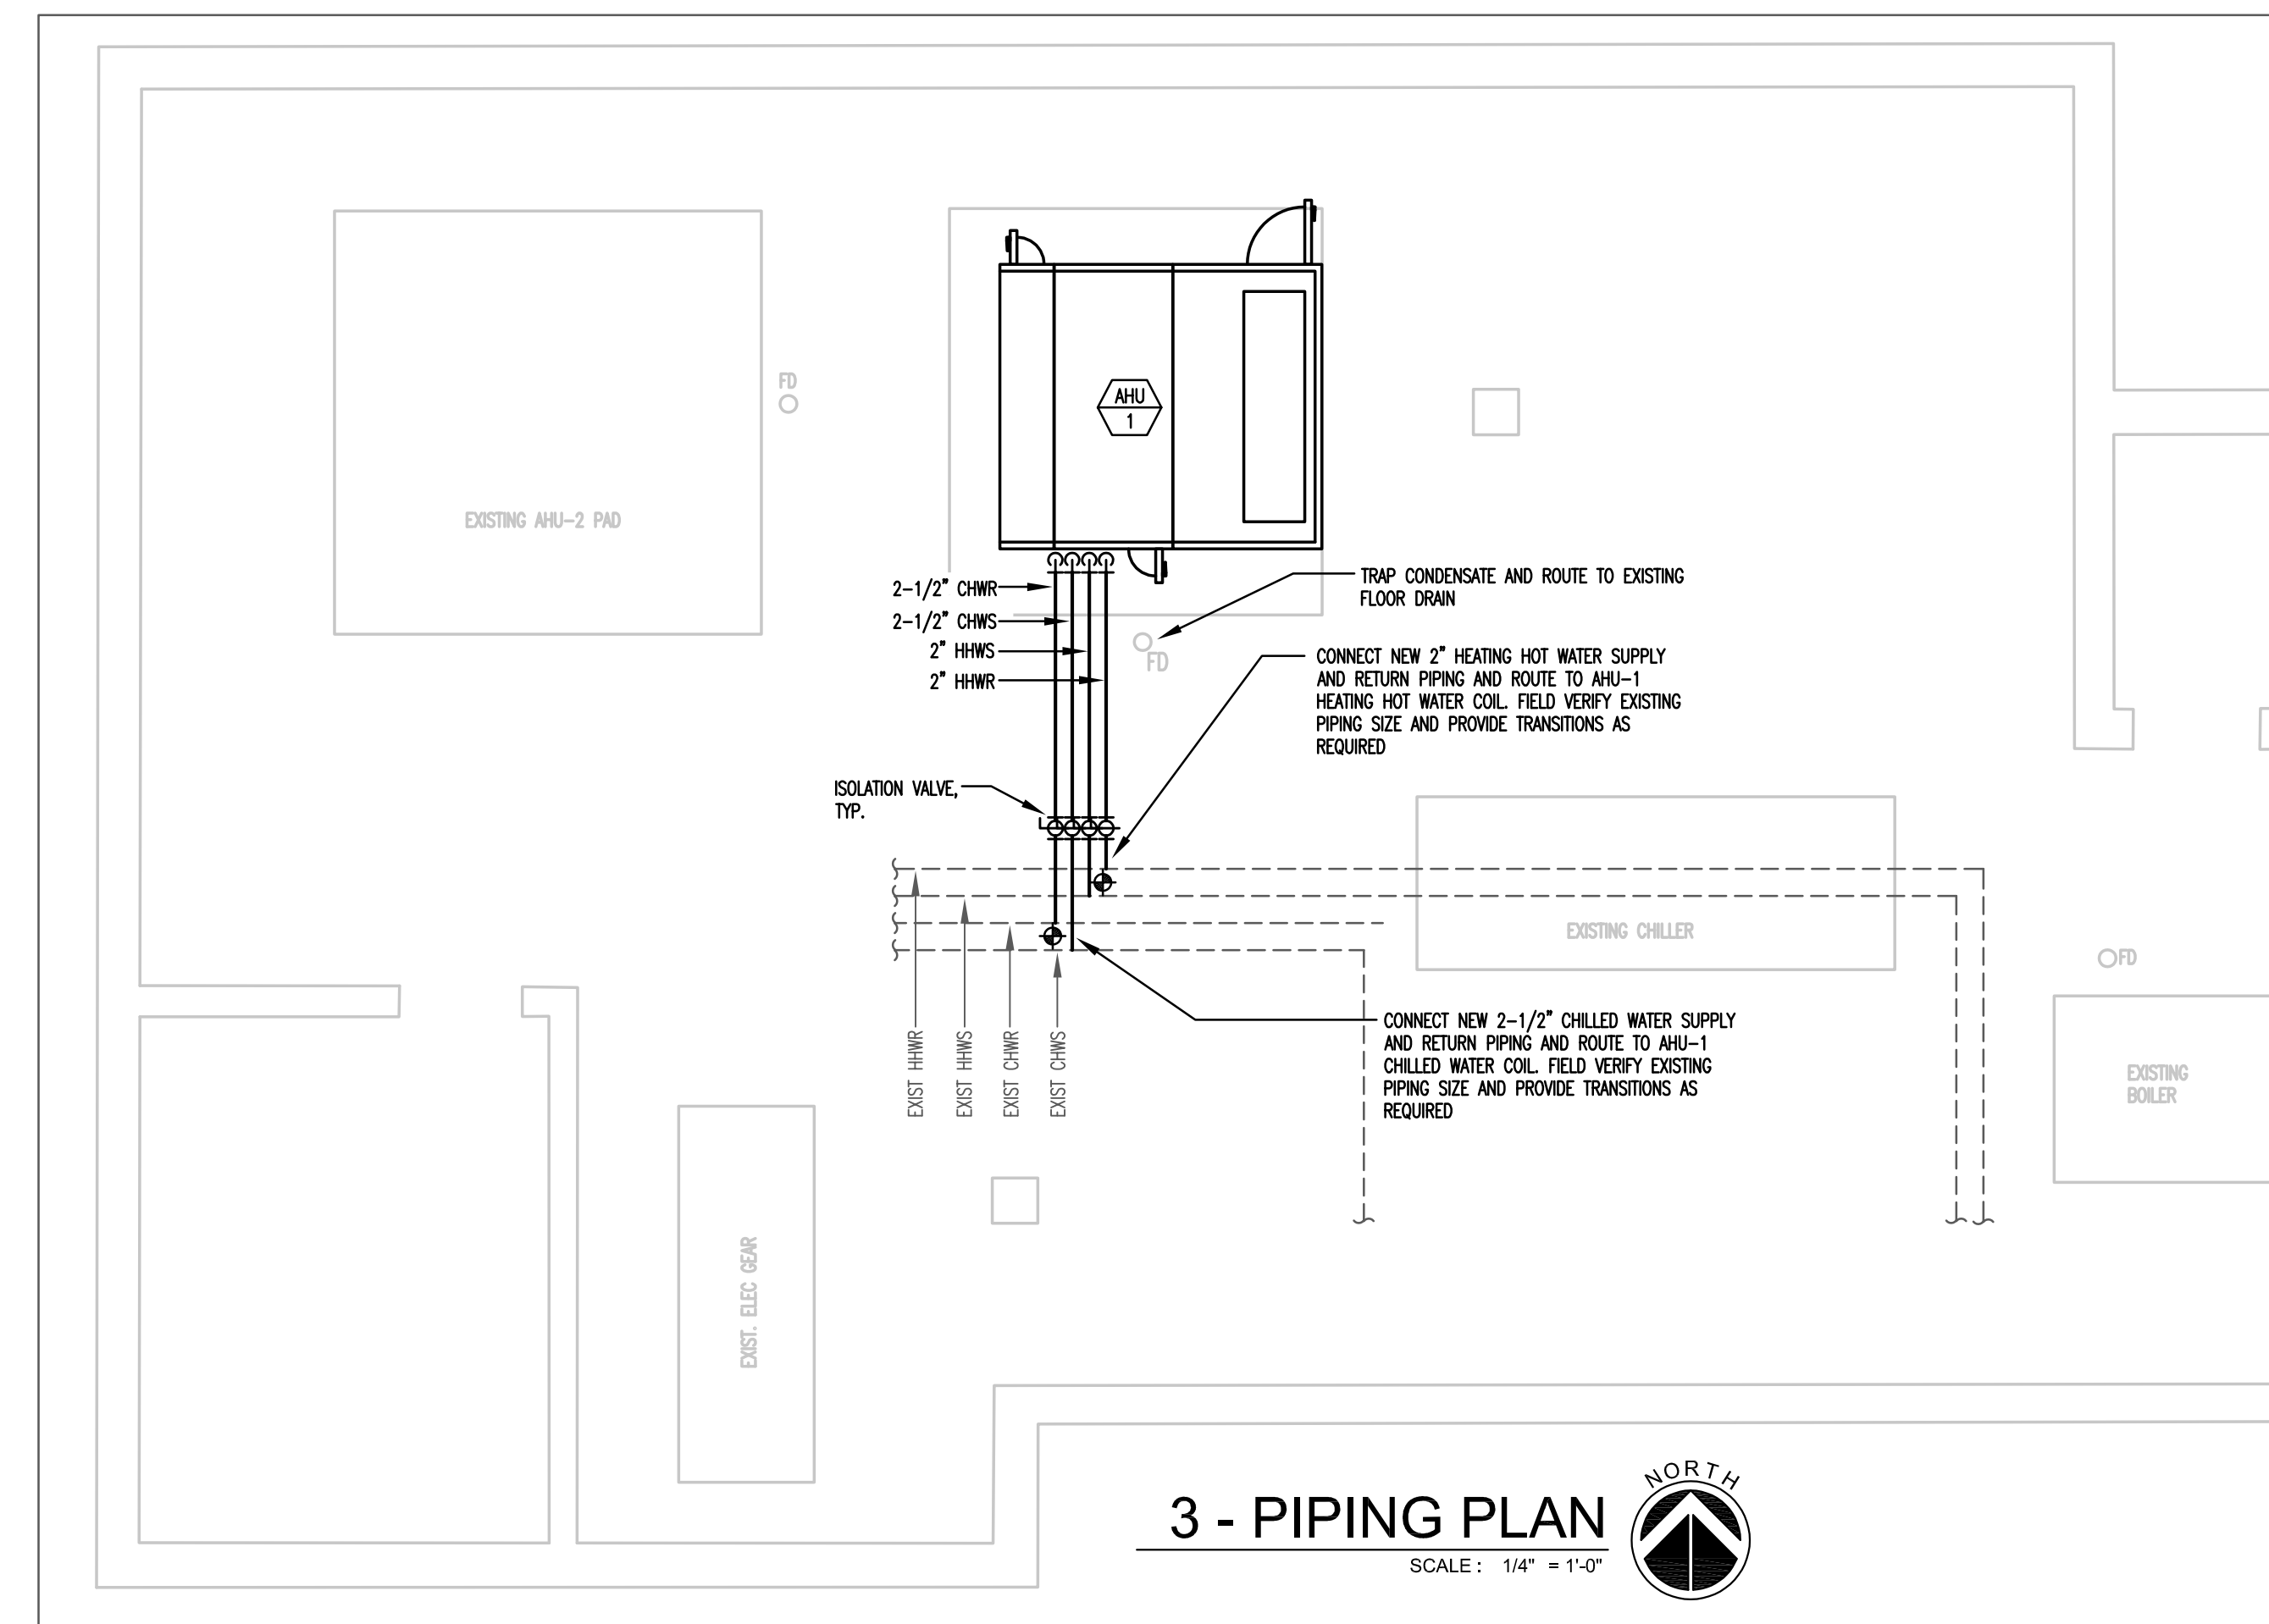 FD
AHU
1
EXISTING AHU-2 PAD
2-1/2" CHWR
2-1/2" CHWS
2" HHWS
2" HHWR
TRAP CONDENSATE AND ROUTE TO EXISTING
FLOOR DRAIN
FD
CONNECT NEW 2" HEATING HOT WATER SUPPLY
AND RETURN PIPING AND ROUTE TO AHU-1
HEATING HOT WATER COIL. FIELD VERIFY EXISTING
PIPING SIZE AND PROVIDE TRANSITIONS AS
REQUIRED
ISOLATION VALVE,
TYP.
EXISTING CHILLER
FD
EXIST HHWR
EXIST HHWS
EXIST CHWR
EXIST CHWS
CONNECT NEW 2-1/2" CHILLED WATER SUPPLY
AND RETURN PIPING AND ROUTE TO AHU-1
CHILLED WATER COIL. FIELD VERIFY EXISTING
PIPING SIZE AND PROVIDE TRANSITIONS AS
REQUIRED
EXISTING
BOILER
EXIST. ELEC GEAR
3 - PIPING PLAN
SCALE : 1/4" = 1'-0"
NORTH